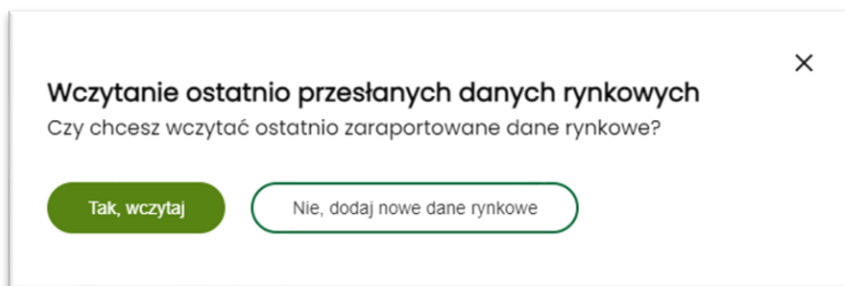 Wczytanie ostatnio przesłanych danych rynkowych
Czy chcesz wczytać ostatnio zaraportowane dane rynkowe?
Tak, wczytaj
Nie, dodaj nowe dane rynkowe